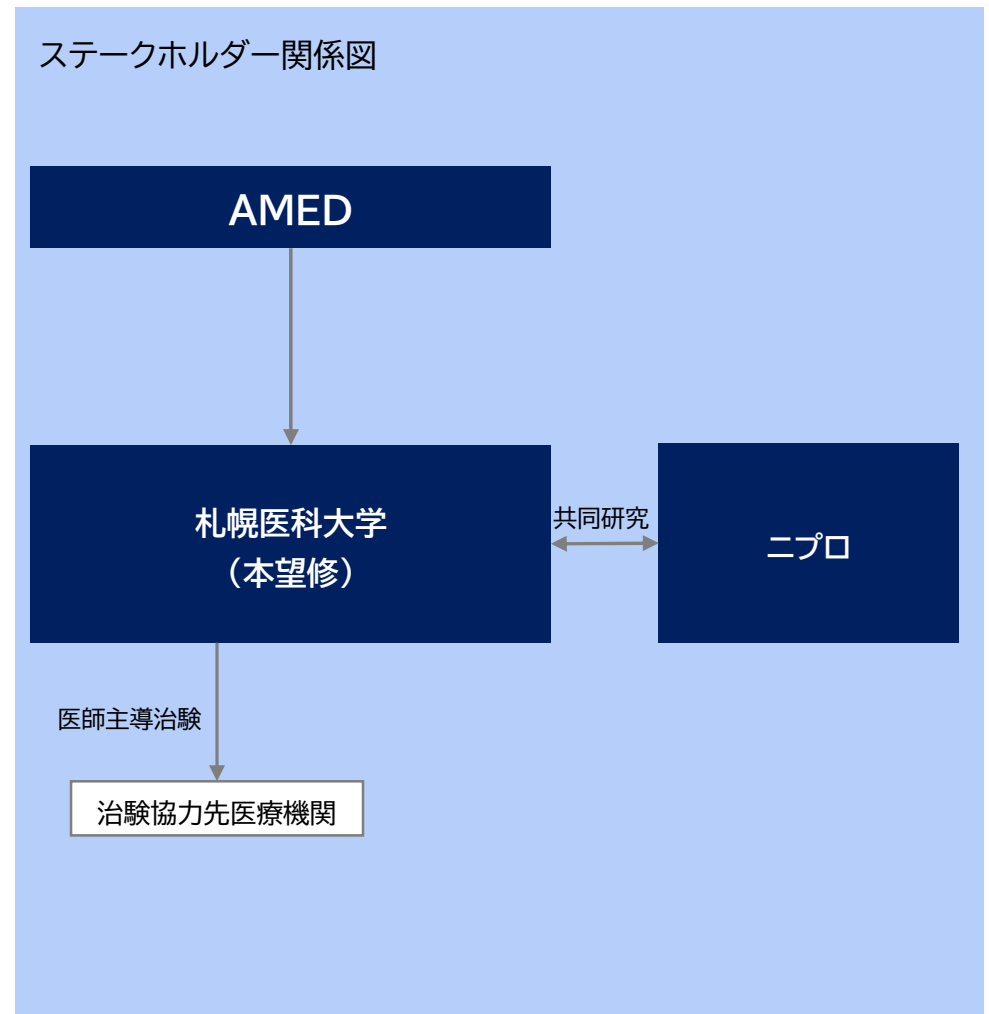 ステークホルダー関係図
AMED
札幌医科大学
（本望修）
共同研究
ニプロ
医師主導治験
治験協力先医療機関